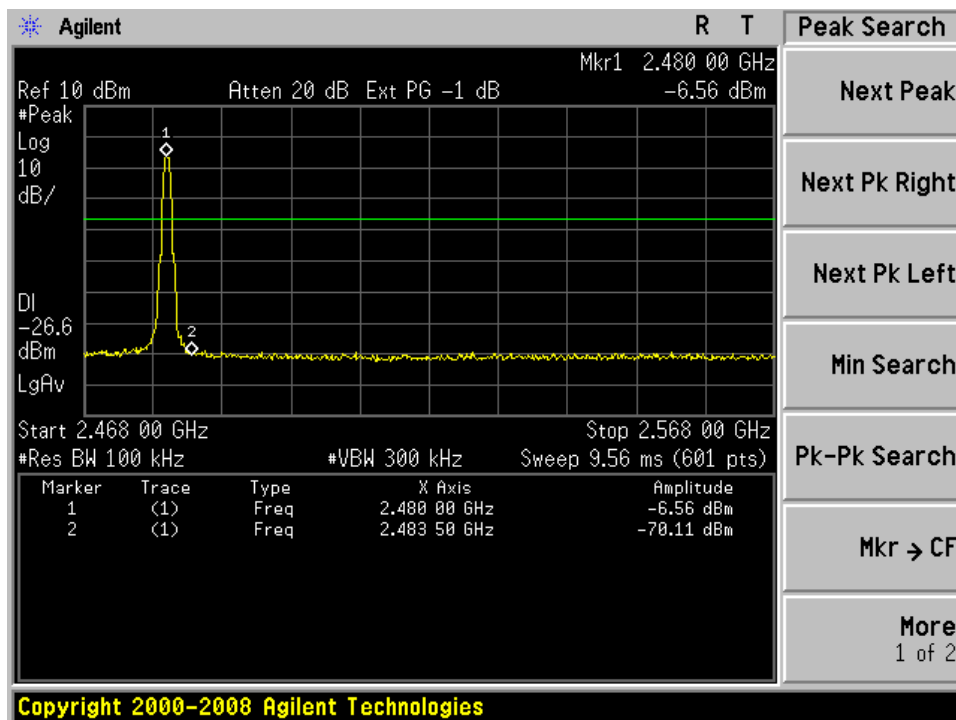 Agilent R T
Peak Search
Mkr1 2.480 00 GHz
Ref 10 dBm Atten 20 dB Ext PG -1 dB -6.56 dBm
#Peak
Log
10
dB/
1
DI
-26.6
dBm
2
LgAv
Start 2.468 00 GHz Stop 2.568 00 GHz
#Res BW 100 kHz #VBW 300 kHz Sweep 9.56 ms (601 pts)
Marker Trace Type X Axis Amplitude
1 (1) Freq 2.480 00 GHz -6.56 dBm
2 (1) Freq 2.483 50 GHz -70.11 dBm
Next Peak
Next Pk Right
Next Pk Left
Min Search
Pk-Pk Search
Mkr → CF
More
1 of 2
Copyright 2000-2008 Agilent Technologies